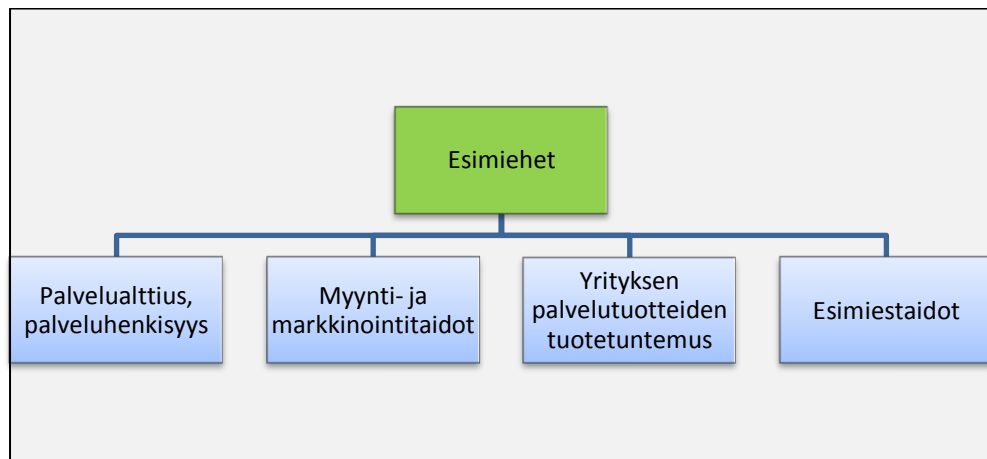 Esimiehet
Palvelualttius,
palveluhenkisyys
Myynti- ja
markkinointitaidot
Yrityksen
palvelutuotteiden
tuotetuntemus
Esimiestaidot